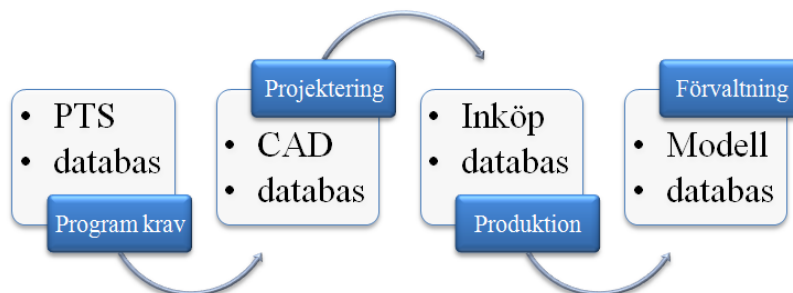 • PTS
• databas
Program krav
Projektering
• CAD
• databas
• Inköp
• databas
Produktion
Förvaltning
• Modell
• databas